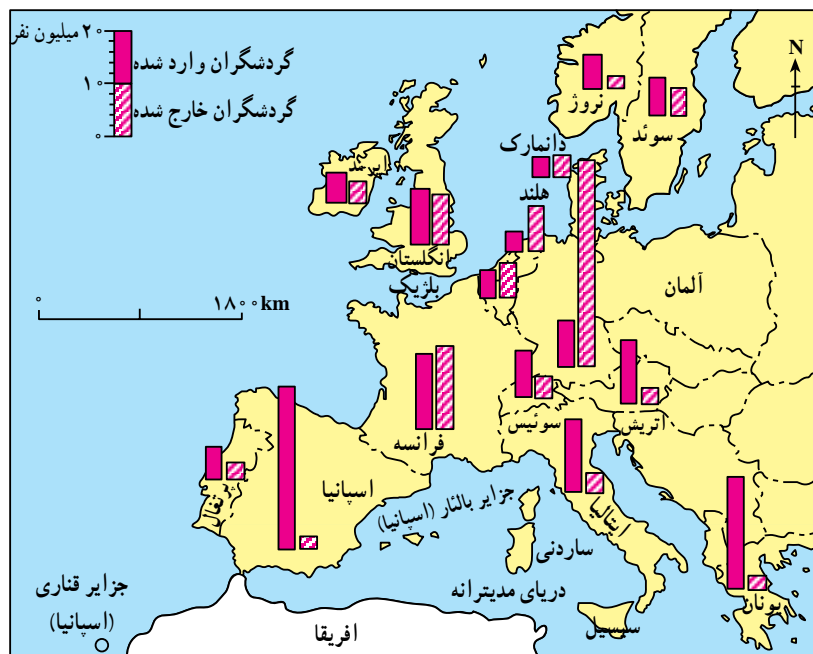 ۲۰ میلیون نفر
گردشگران وارد شده
۱۰
گردشگران خارج شده
۰
N
نروژ
سوئد
دانمارک
ایرلند
هلند
انگلستان
بلژیک
آلمان
۰ ۱۸۰۰ km
فرانسه
سوئیس
اتریش
پرتغال
اسپانیا
جزایر بالئار (اسپانیا)
ایتالیا
ساردنی
دریای مدیترانه
یونان
سیسیل
جزایر قناری
(اسپانیا)
افریقا